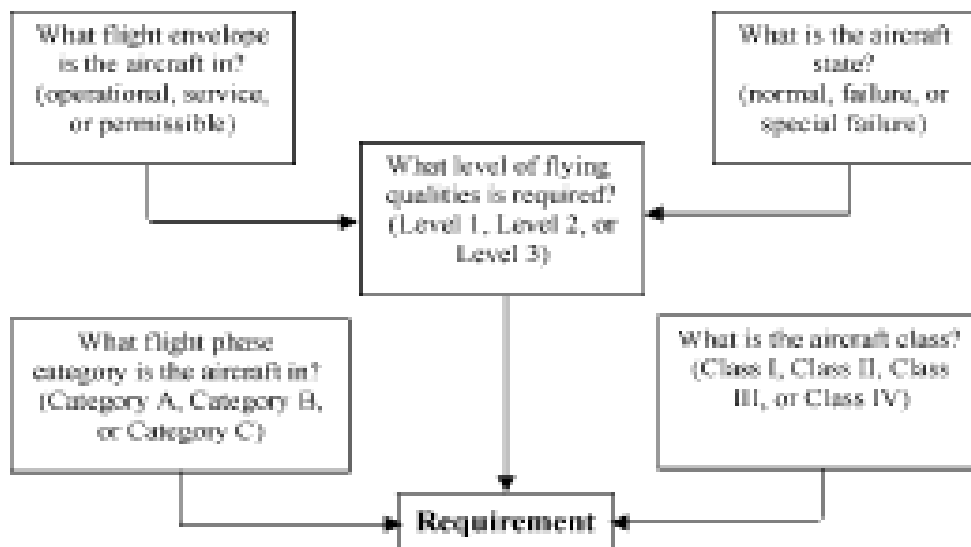 What flight envelope
is the aircraft in?
(operational, service,
or permissible)
What is the aircraft
state?
(normal, failure, or
special failure)
What level of flying
qualities is required?
(Level 1, Level 2, or
Level 3)
What flight phase
category is the aircraft in?
(Category A, Category B,
or Category C)
What is the aircraft class?
(Class I, Class II, Class
III, or Class IV)
Requirement